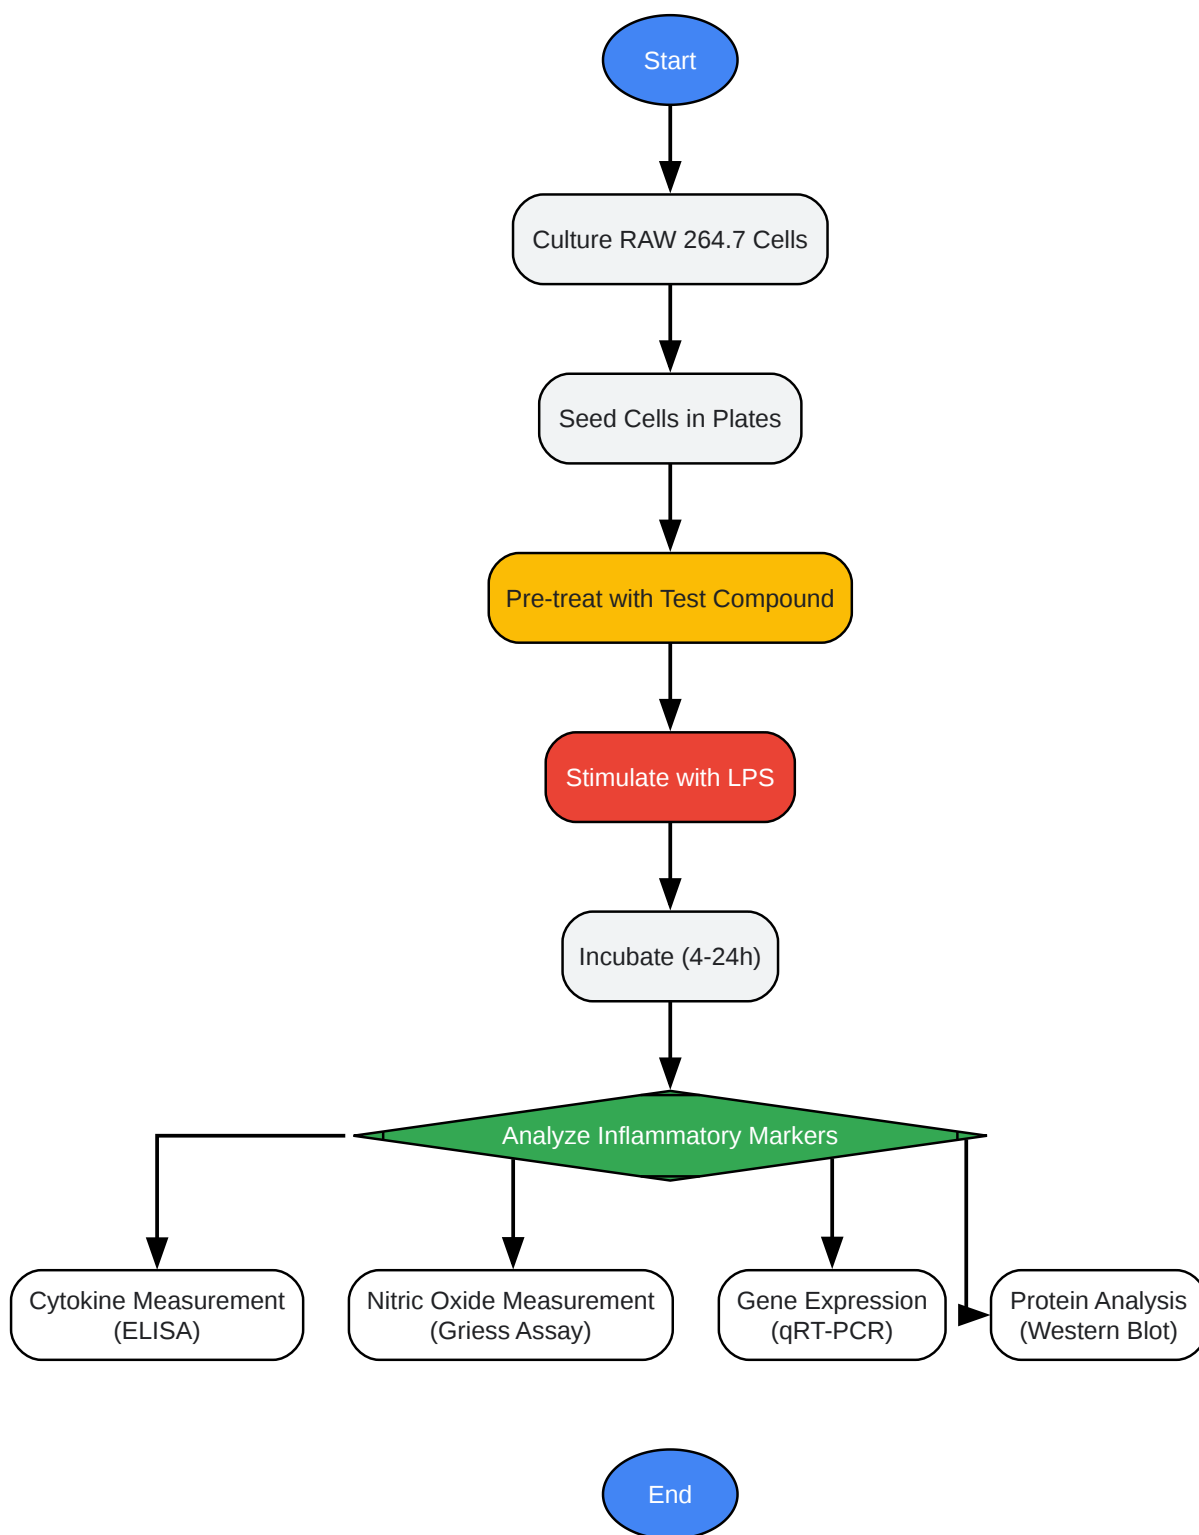 Start
Culture RAW 264.7 Cells
Seed Cells in Plates
Pre-treat with Test Compound
Stimulate with LPS
Incubate (4-24h)
Analyze Inflammatory Markers
Cytokine Measurement
(ELISA)
Nitric Oxide Measurement
(Griess Assay)
Gene Expression
(qRT-PCR)
Protein Analysis
(Western Blot)
End